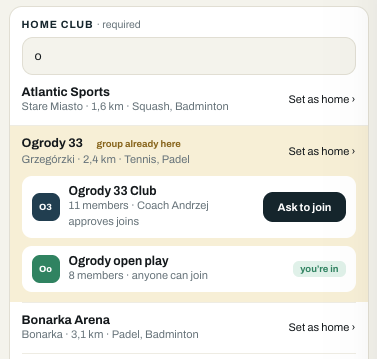 HOME CLUB · required
o
Atlantic Sports
Stare Miasto · 1,6 km · Squash, Badminton
Set as home ›
Ogrody 33 group already here
Grzegórzki · 2,4 km · Tennis, Padel
Set as home ›
O3
Ogrody 33 Club
11 members · Coach Andrzej
approves joins
Ask to join
Oo
Ogrody open play
8 members · anyone can join
you're in
Bonarka Arena
Bonarka · 3,1 km · Padel, Badminton
Set as home ›